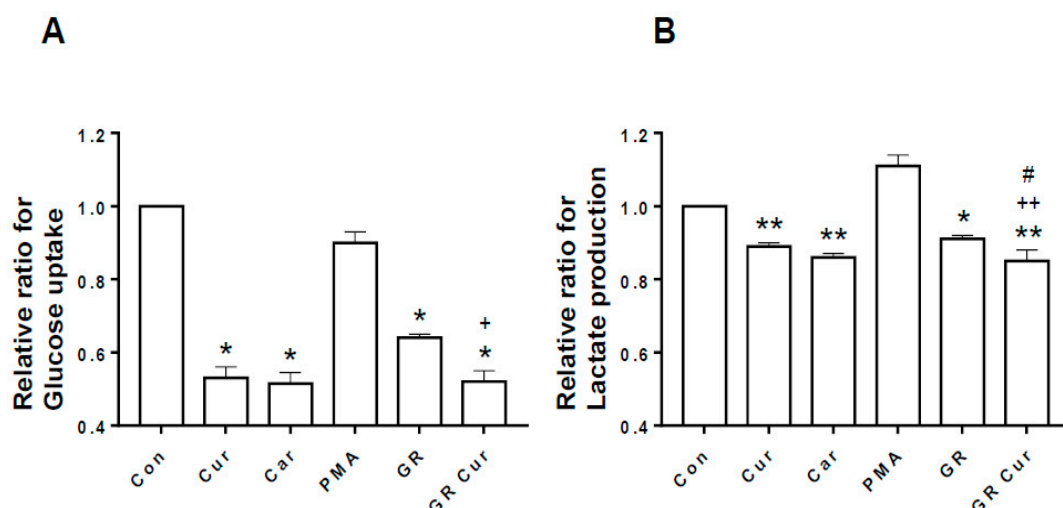 A
B
Relative ratio for
Glucose uptake
1.2
1.0
0.8
0.6
0.4
*
*
*
+
*
Con
Cur
Car
PMA
GR
GR Cur
Relative ratio for
Lactate production
1.2
1.0
0.8
0.6
0.4
**
**
*
#
++
**
Con
Cur
Car
PMA
GR
GR Cur